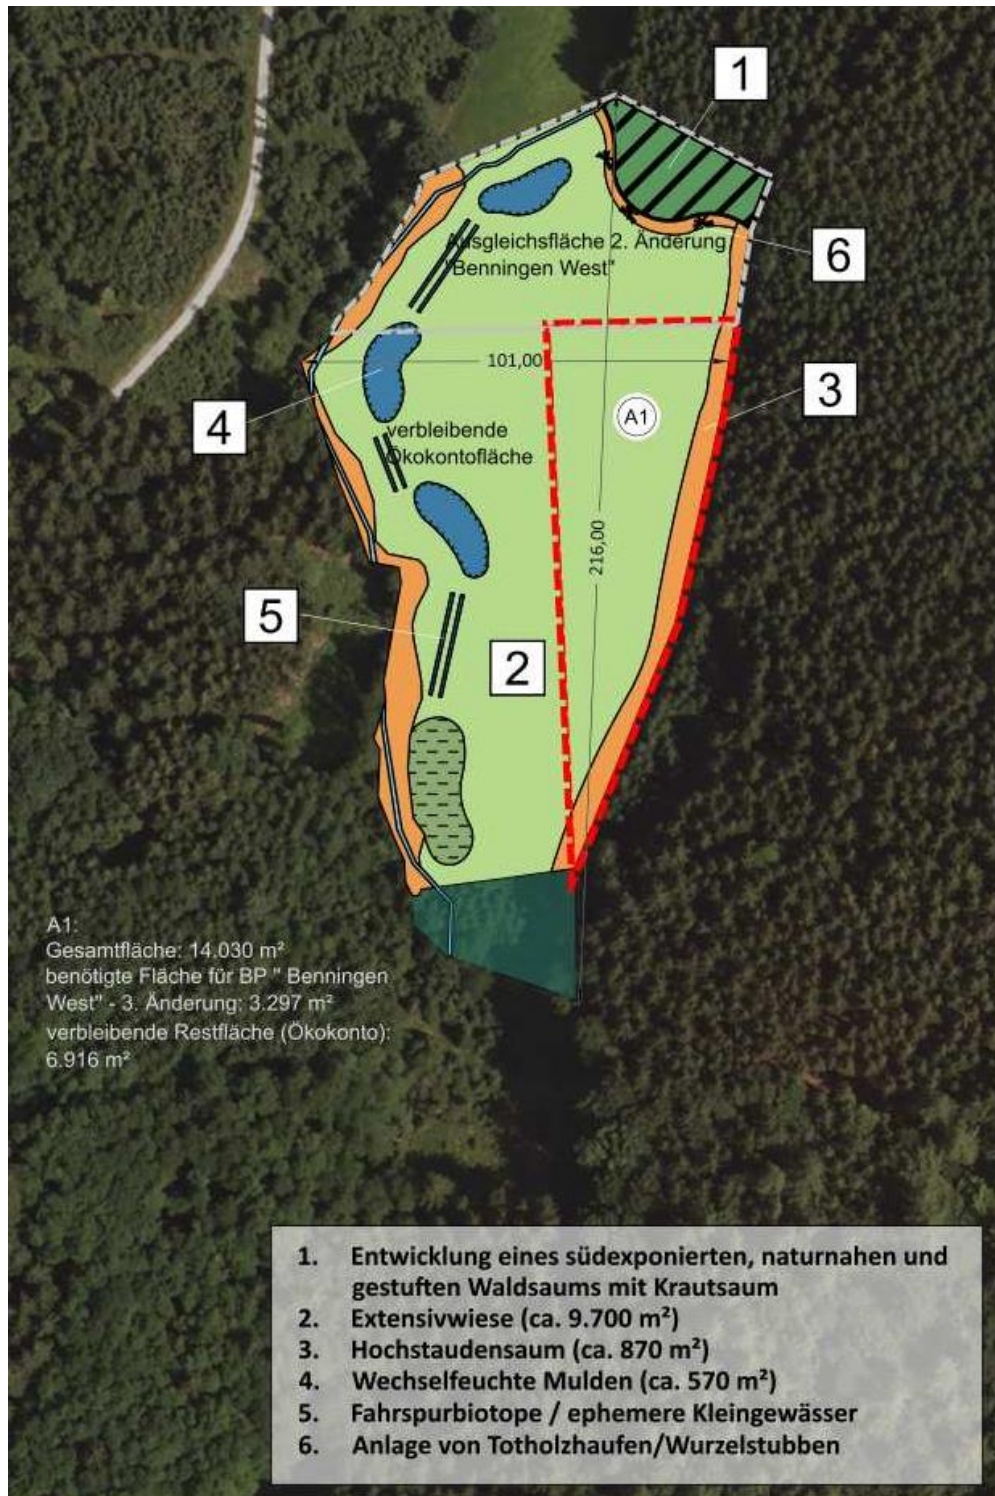 1
Ausgleichsfläche 2. Änderung
"Benningen West"
6
101,00
3
A1
4
verbleibende
Ökokontofläche
216,00
5
2
A1:
Gesamtfläche: 14.030 m²
benötigte Fläche für BP " Benningen
West" - 3. Änderung: 3.297 m²
verbleibende Restfläche (Ökokonto):
6.916 m²
1. Entwicklung eines südexponierten, naturnahen und
gestuften Waldsaums mit Krautsaum
2. Extensivwiese (ca. 9.700 m²)
3. Hochstaudensaum (ca. 870 m²)
4. Wechselfeuchte Mulden (ca. 570 m²)
5. Fahrspurbiotope / ephemere Kleingewässer
6. Anlage von Totholzhaufen/Wurzelstubben